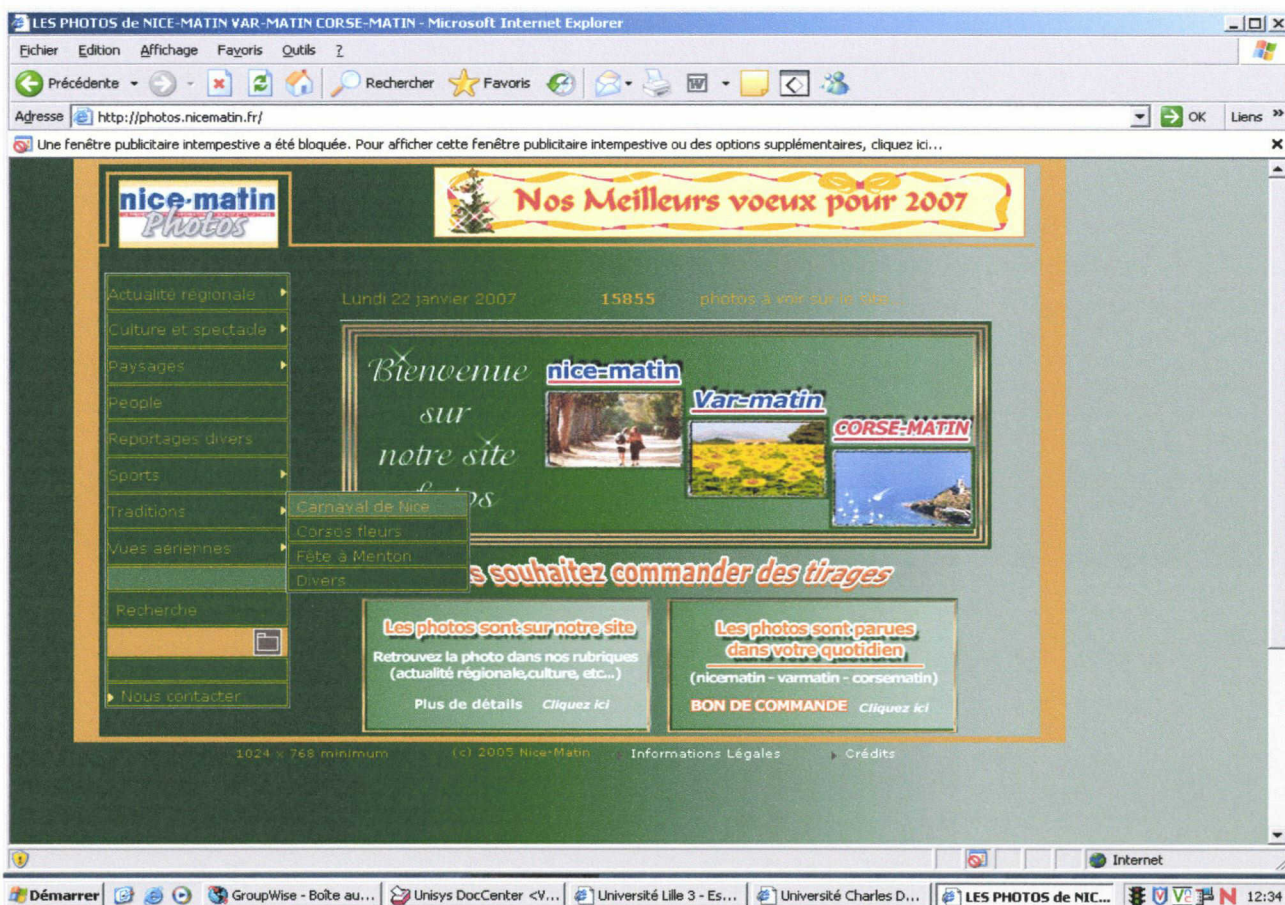 LES PHOTOS de NICE-MATIN VAR-MATIN CORSE-MATIN - Microsoft Internet Explorer
Fichier Edition Affichage Favoris Outils ?
Précédente Rechercher Favoris
Adresse http://photos.nicematin.fr/ OK Liens »
Une fenêtre publicitaire intempestive a été bloquée. Pour afficher cette fenêtre publicitaire intempestive ou des options supplémentaires, cliquez ici...
nice-matin
Photos
Nos Meilleurs voeux pour 2007
Actualité régionale
Culture et spectacle
Paysages
People
Reportages divers
Sports
Traditions
Vues aériennes
Recherche
Nous contacter
Carnaval de Nice
Corsos fleurs
Fête à Menton
Divers
Lundi 22 janvier 2007 15855 photos à voir sur le site
Bienvenue
sur
notre site
nice-matin
Var-matin
CORSE-MATIN
souhaitez commander des tirages
Les photos sont sur notre site
Retrouvez la photo dans nos rubriques
(actualité régionale,culture, etc...)
Plus de détails Cliquez ici
Les photos sont parues
dans votre quotidien
(nicematin - varmatin - corsematin)
BON DE COMMANDE Cliquez ici
1024 x 768 minimum (c) 2005 Nice-Matin Informations Légales Crédits
Internet
Démarrer GroupWise - Boîte au... Unisys DocCenter <V... Université Lille 3 - Es... Université Charles D... LES PHOTOS de NIC... 12:34